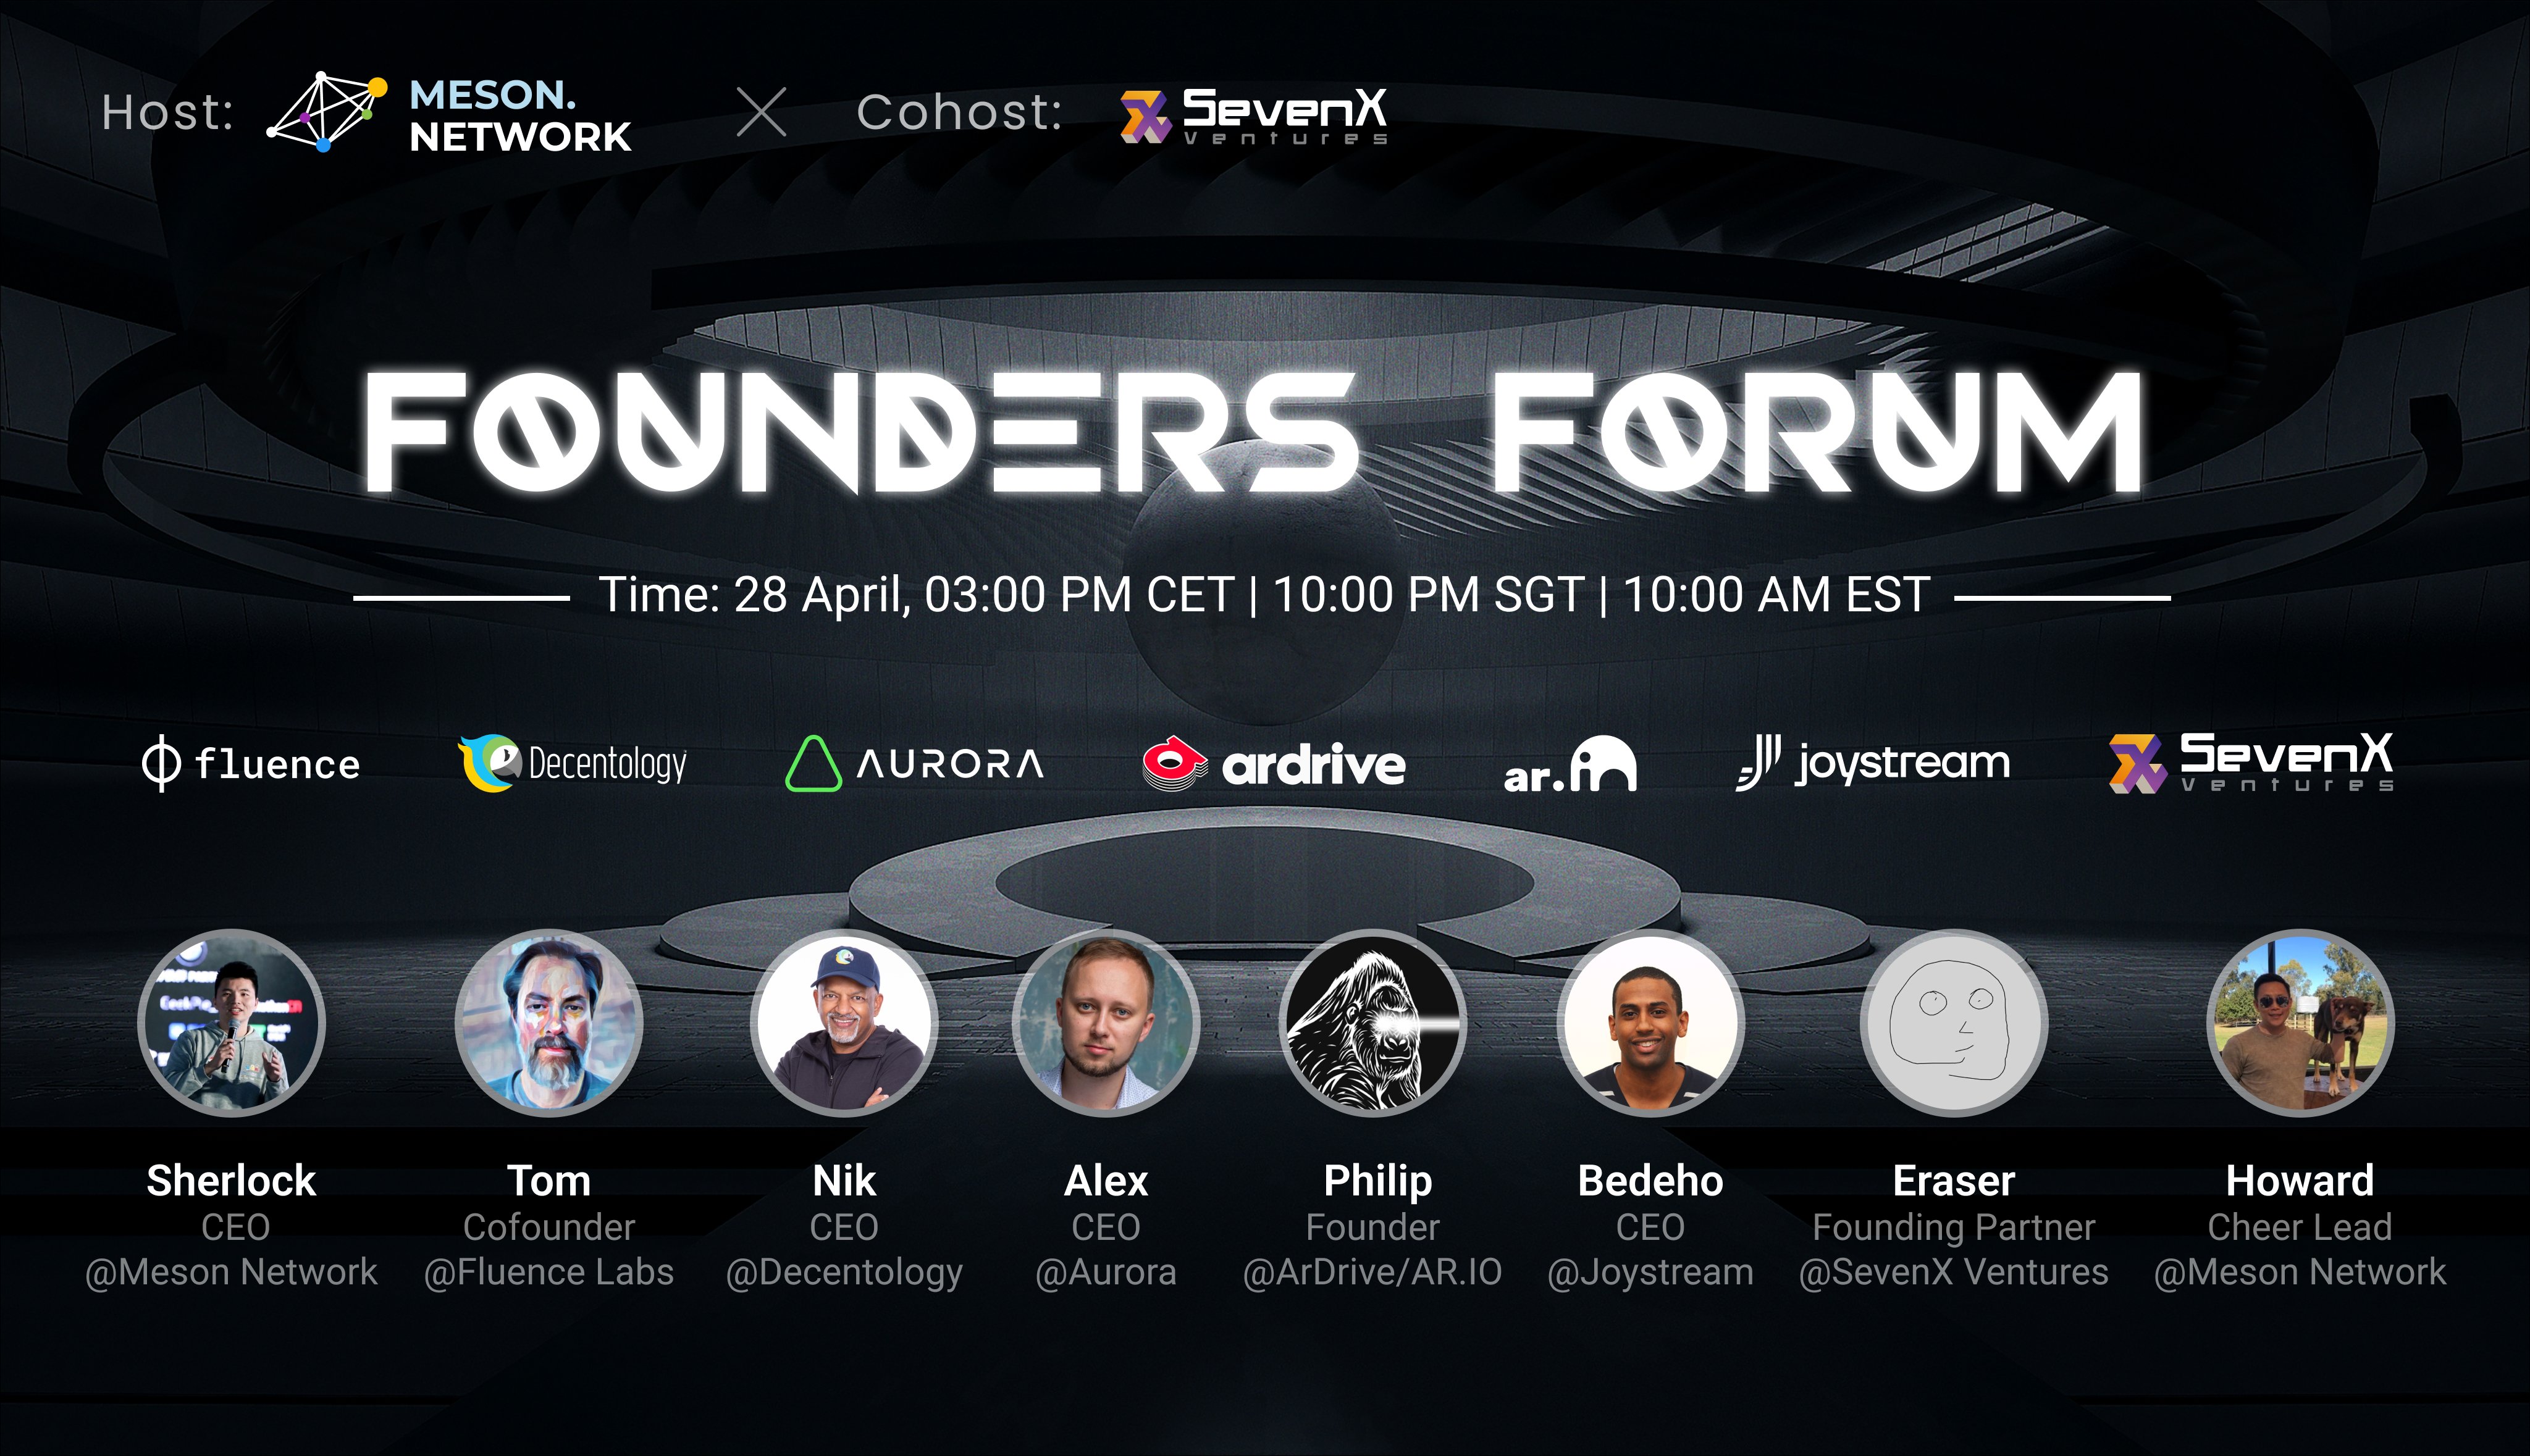 Host: MESON. NETWORK X Cohost: SevenX Ventures
FOUNDERS FORUM
Time: 28 April, 03:00 PM CET | 10:00 PM SGT | 10:00 AM EST
fluence Decentology AURORA ardrive ar.io joystream SevenX Ventures
Sherlock Tom Nik Alex Philip Bedeho Eraser Howard
CEO Cofounder CEO CEO Founder CEO Founding Partner Cheer Lead
@Meson Network @Fluence Labs @Decentology @Aurora @ArDrive/AR.IO @Joystream @SevenX Ventures @Meson Network